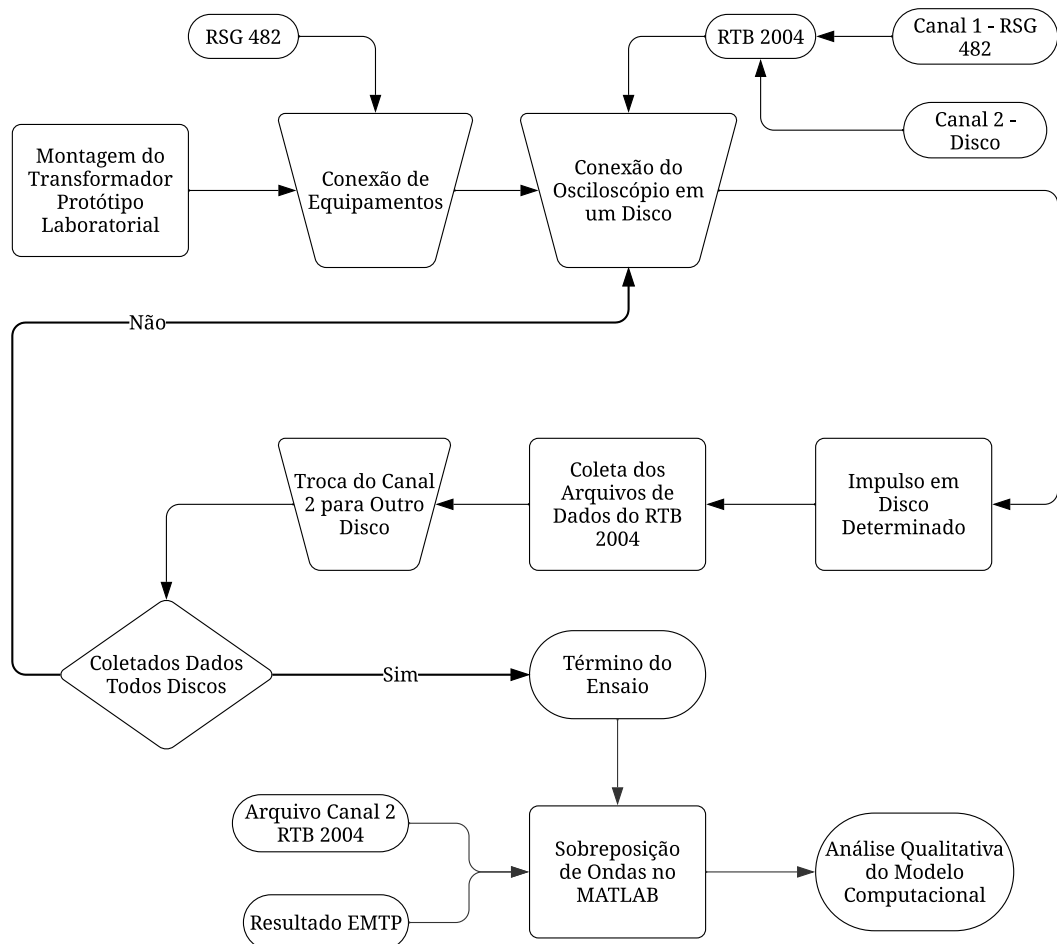 RSG 482
RTB 2004
Canal 1 - RSG
482
Canal 2 -
Disco
Montagem do
Transformador
Protótipo
Laboratorial
Conexão de
Equipamentos
Conexão do
Osciloscópio em
um Disco
Não
Troca do Canal
2 para Outro
Disco
Coleta dos
Arquivos de
Dados do RTB
2004
Impulso em
Disco
Determinado
Coletados Dados
Todos Discos
Sim
Término do
Ensaio
Arquivo Canal 2
RTB 2004
Resultado EMTP
Sobreposição
de Ondas no
MATLAB
Análise Qualitativa
do Modelo
Computacional